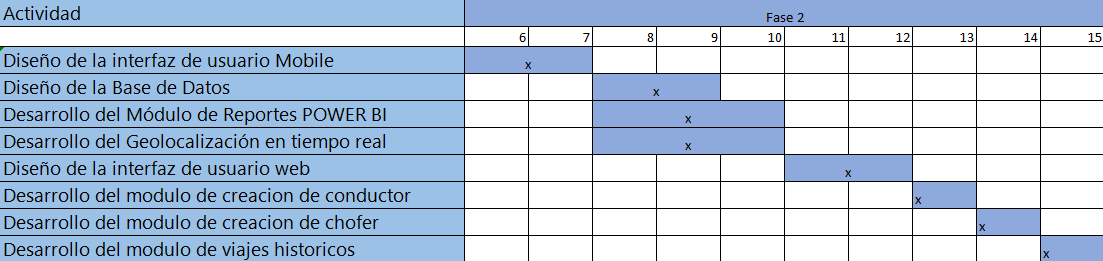 Actividad Fase 2
6 7 8 9 10 11 12 13 14 15
Diseño de la interfaz de usuario Mobile x
Diseño de la Base de Datos x
Desarrollo del Módulo de Reportes POWER BI x
Desarrollo del Geolocalización en tiempo real x
Diseño de la interfaz de usuario web x
Desarrollo del modulo de creacion de conductor x
Desarrollo del modulo de creacion de chofer x
Desarrollo del modulo de viajes historicos x